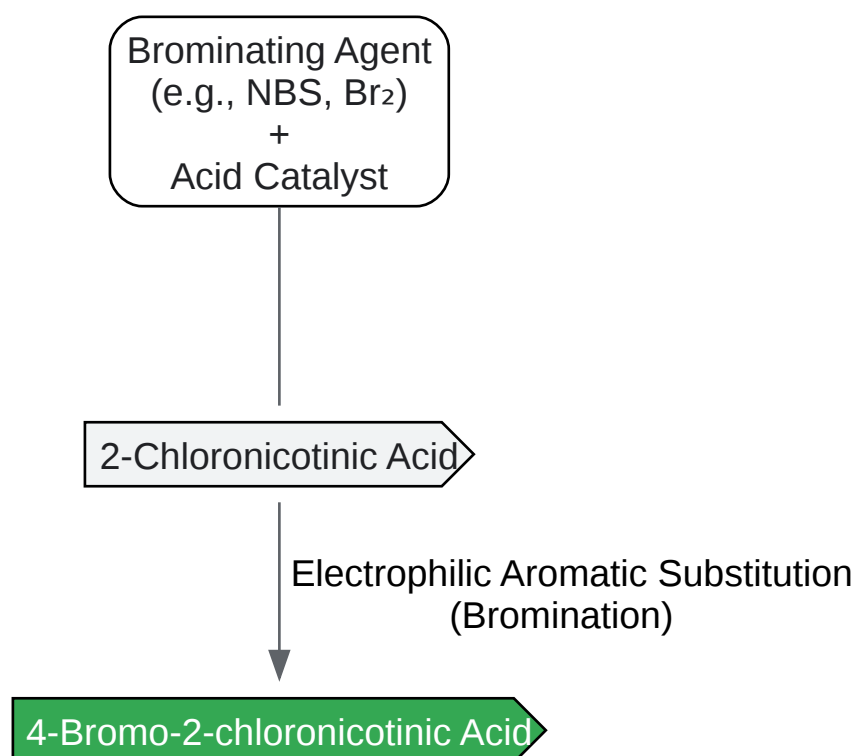 Brominating Agent
(e.g., NBS, Br₂)
+
Acid Catalyst
2-Chloronicotinic Acid
Electrophilic Aromatic Substitution
(Bromination)
4-Bromo-2-chloronicotinic Acid